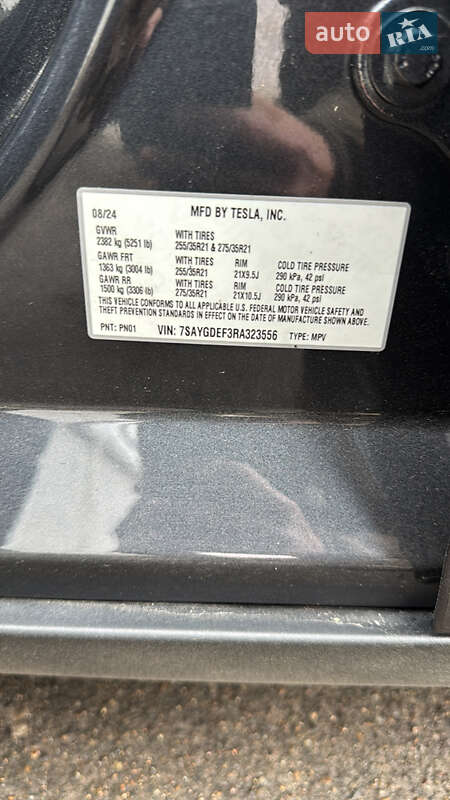 auto RIA.com
08/24 MFD BY TESLA, INC.
GVWR WITH TIRES
2382 kg (5251 lb) 255/35R21 & 275/35R21
GAWR FRT WITH TIRES RIM COLD TIRE PRESSURE
1363 kg (3004 lb) 255/35R21 21X9.5J 290 kPa, 42 psi
GAWR RR WITH TIRES RIM COLD TIRE PRESSURE
1500 kg (3306 lb) 275/35R21 21X10.5J 290 kPa, 42 psi
THIS VEHICLE CONFORMS TO ALL APPLICABLE U.S. FEDERAL MOTOR VEHICLE SAFETY AND
THEFT PREVENTION STANDARDS IN EFFECT ON THE DATE OF MANUFACTURE SHOWN ABOVE.
PNT: PN01 VIN: 7SAYGDEF3RA323556 TYPE: MPV